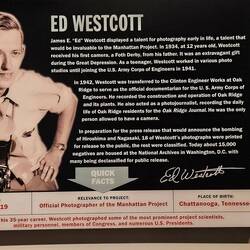 ED WESTCOTT
James E. "Ed" Westcott displayed a talent for photography early in life, a talent that
would be invaluable to the Manhattan Project. In 1934, at 12 years old, Westcott
received his first camera, a Foth Derby, from his father. It was an extravagant gift
during the Great Depression. As a teenager, Westcott worked in various photo
studios until joining the U.S. Army Corps of Engineers in 1941.
In 1942, Westcott was transferred to the Clinton Engineer Works at Oak
Ridge to serve as the official documentarian for the U.S. Army Corps of
Engineers. He recorded the construction and operation of Oak Ridge
and its plants. He also acted as a photojournalist, recording the daily
life of Oak Ridge residents for the Oak Ridge Journal. He was the only
person allowed to own a camera.
In preparation for the press release that would announce the bombing
of Hiroshima and Nagasaki, 18 of Westcott's photographs were printed
for release to the public, the rest were classified. Today about 15,000
negatives are housed at the National Archives in Washington, D.C. with
many being declassified for public release.
QUICK
FACTS
Ed Westcott
19
RELEVANCE TO PROJECT:
Official Photographer of the Manhattan Project
PLACE OF BIRTH:
Chattanooga, Tennessee
his 35-year career, Westcott photographed some of the most prominent project scientists,
military personnel, members of Congress, and numerous U.S. Presidents.